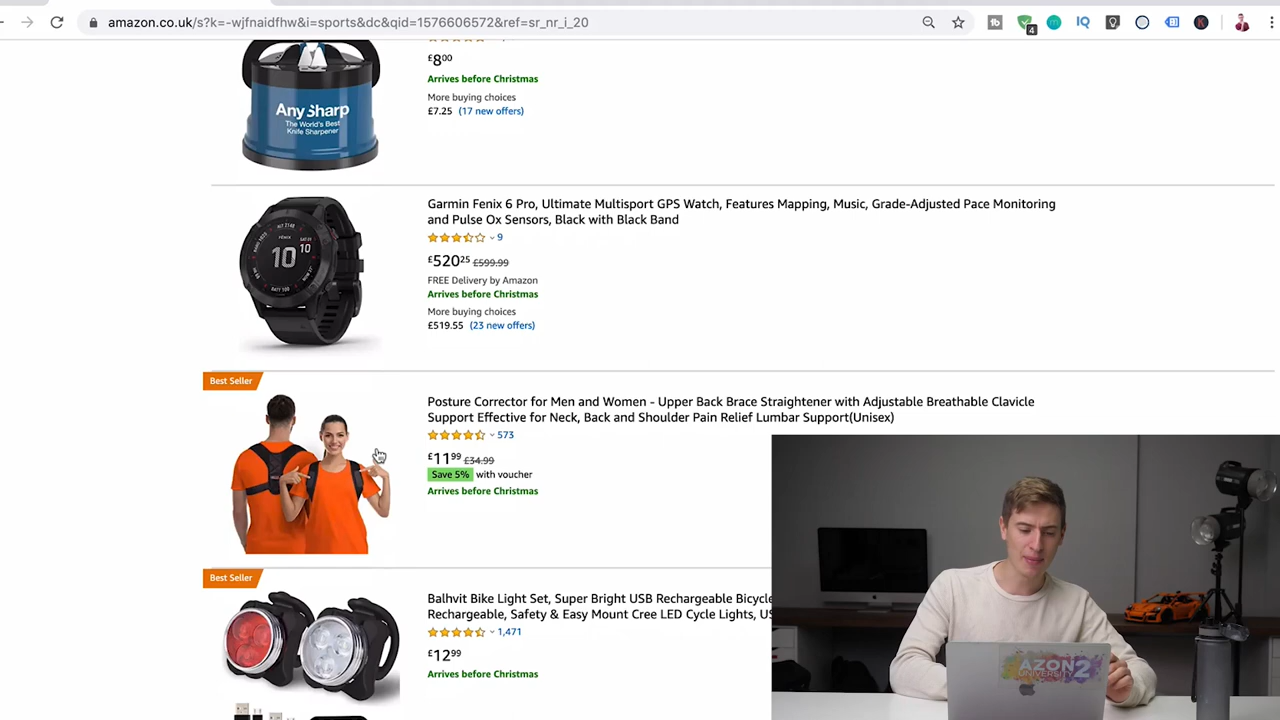 amazon.co.uk/s?k=-wjfnaidfhw&i=sports&dc&qid=1576606572&ref=sr_nr_i_20
4
IQ
K
£8.00
Arrives before Christmas
More buying choices
£7.25 (17 new offers)
AnySharp
The World's Best
Knife Sharpener
Garmin Fenix 6 Pro, Ultimate Multisport GPS Watch, Features Mapping, Music, Grade-Adjusted Pace Monitoring
and Pulse Ox Sensors, Black with Black Band
9
£520.25 £599.99
FREE Delivery by Amazon
Arrives before Christmas
More buying choices
£519.55 (23 new offers)
10
10
Best Seller
Posture Corrector for Men and Women - Upper Back Brace Straightener with Adjustable Breathable Clavicle
Support Effective for Neck, Back and Shoulder Pain Relief Lumbar Support(Unisex)
573
£11.99 £34.99
Save 5% with voucher
Arrives before Christmas
Best Seller
Balhvit Bike Light Set, Super Bright USB Rechargeable Bicycle
Rechargeable, Safety & Easy Mount Cree LED Cycle Lights,
1,471
£12.99
Arrives before Christmas
AZON
UNIVERSITY 2